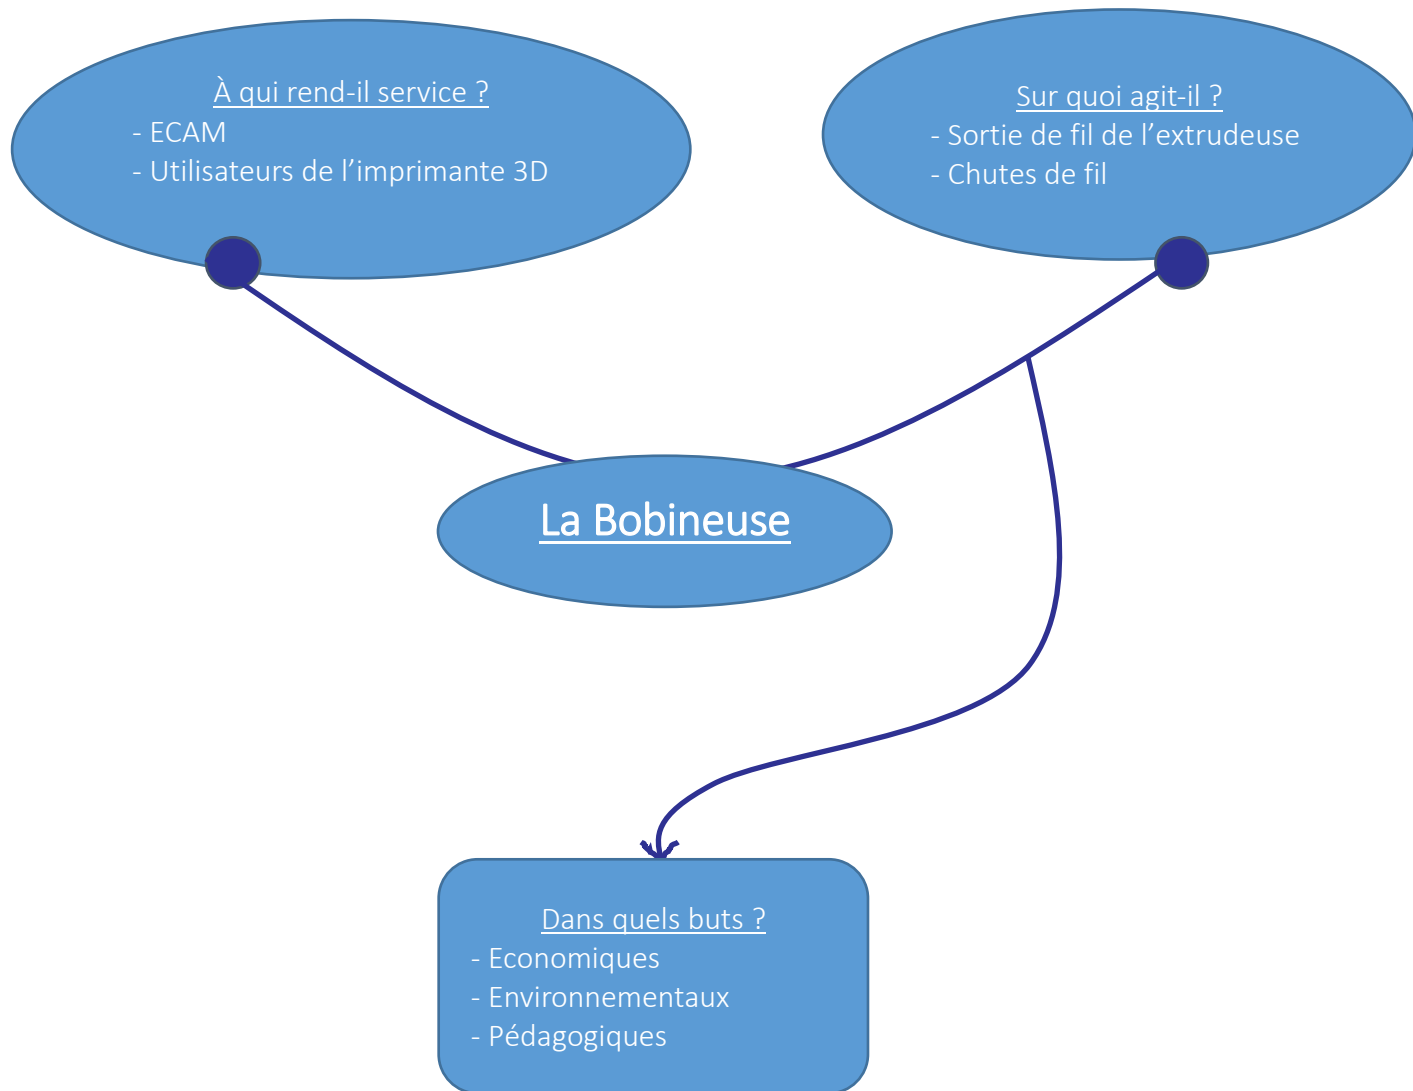 À qui rend-il service ?
- ECAM
- Utilisateurs de l’imprimante 3D
Sur quoi agit-il ?
- Sortie de fil de l’extrudeuse
- Chutes de fil
La Bobineuse
Dans quels buts ?
- Economiques
- Environnementaux
- Pédagogiques